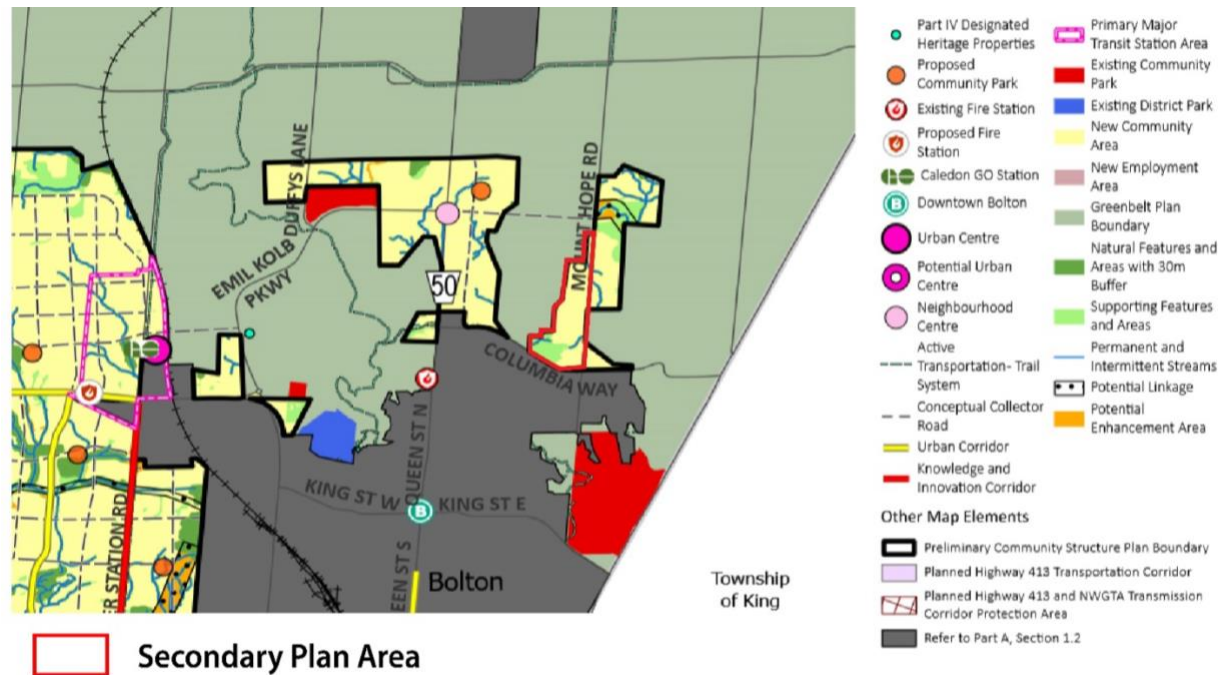 DUFFYS LANE
MOUNT HOPE RD
EMIL KOLB
PKWY
50
COLUMBIA WAY
QUEEN ST N
KING ST W
KING ST E
B
STATION RD
Bolton
Township
of King
Secondary Plan Area
Part IV Designated
Heritage Properties
Proposed
Community Park
Existing Fire Station
Proposed Fire
Station
Caledon GO Station
B
Downtown Bolton
Urban Centre
Potential Urban
Centre
Neighbourhood
Centre
Active
Transportation- Trail
System
Conceptual Collector
Road
Urban Corridor
Knowledge and
Innovation Corridor
Primary Major
Transit Station Area
Existing Community
Park
Existing District Park
New Community
Area
New Employment
Area
Greenbelt Plan
Boundary
Natural Features and
Areas with 30m
Buffer
Supporting Features
and Areas
Permanent and
Intermittent Streams
Potential Linkage
Potential
Enhancement Area
Other Map Elements
Preliminary Community Structure Plan Boundary
Planned Highway 413 Transportation Corridor
Planned Highway 413 and NWGTA Transmission
Corridor Protection Area
Refer to Part A, Section 1.2